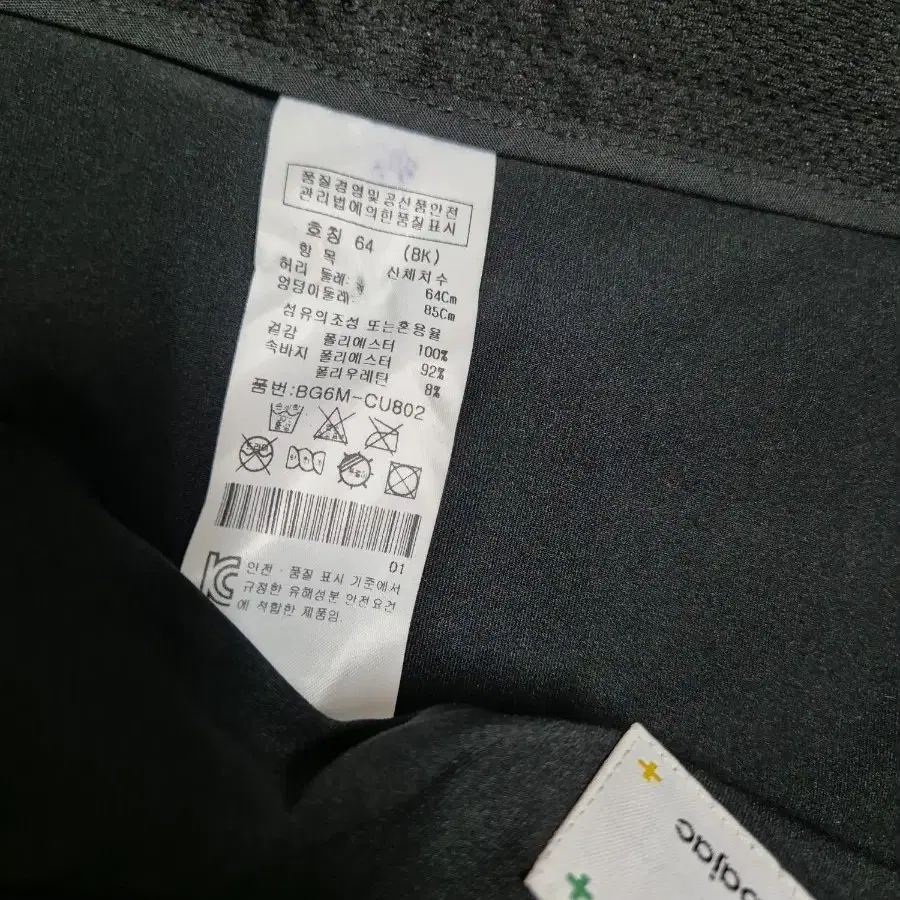 품질경영및공산품안전
관리법에의한품질표시
호칭 64 (BK)
항 목 신체치수
허리 둘레: 64Cm
엉덩이둘레: 85Cm
섬유의조성 또는혼용율
겉감 폴리에스터 100%
속바지 폴리에스터 92%
폴리우레탄 8%
품번:BG6M-CU802
드라이
01
안전ㆍ품질 표시 기준에서
규정한 유해성분 안전요건
에 적합한 제품임.